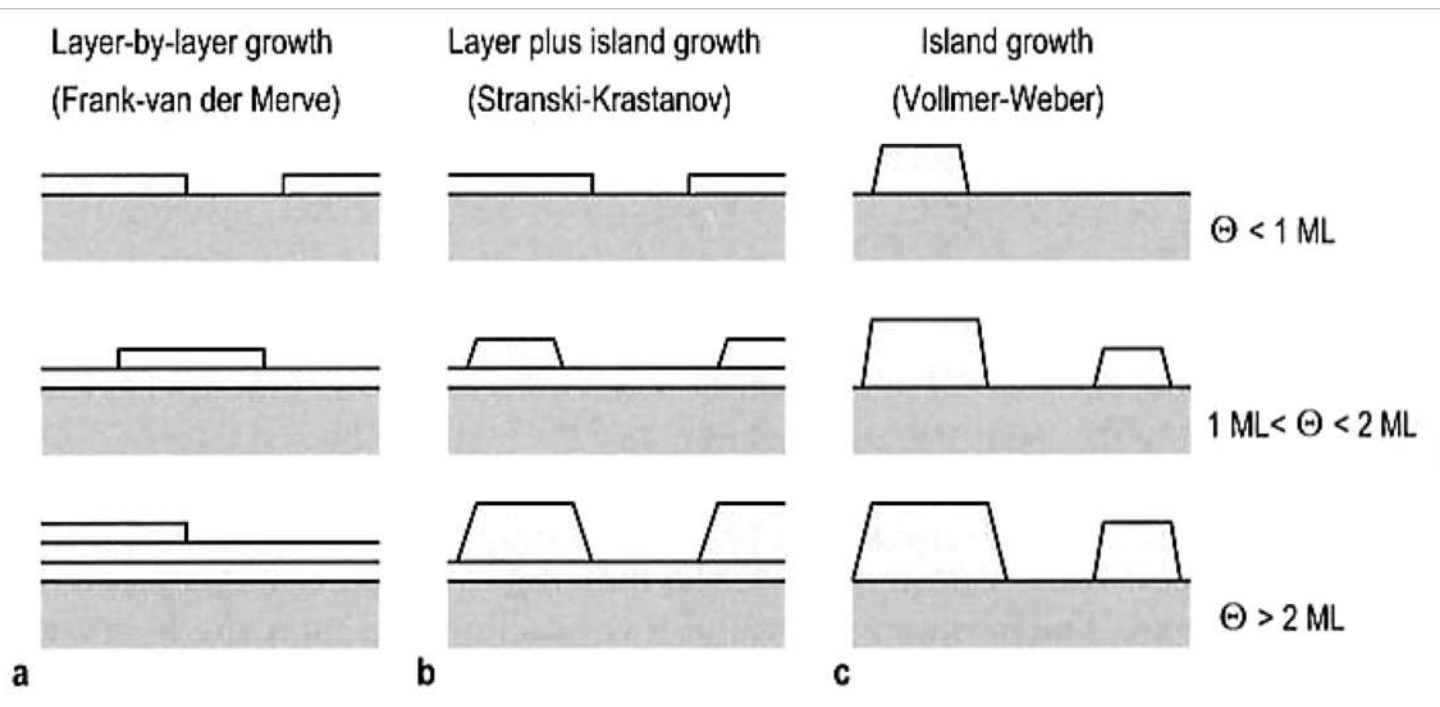 Layer-by-layer growth
(Frank-van der Merve)
Layer plus island growth
(Stranski-Krastanov)
Island growth
(Vollmer-Weber)
Θ < 1 ML
1 ML< Θ < 2 ML
Θ > 2 ML
a
b
c